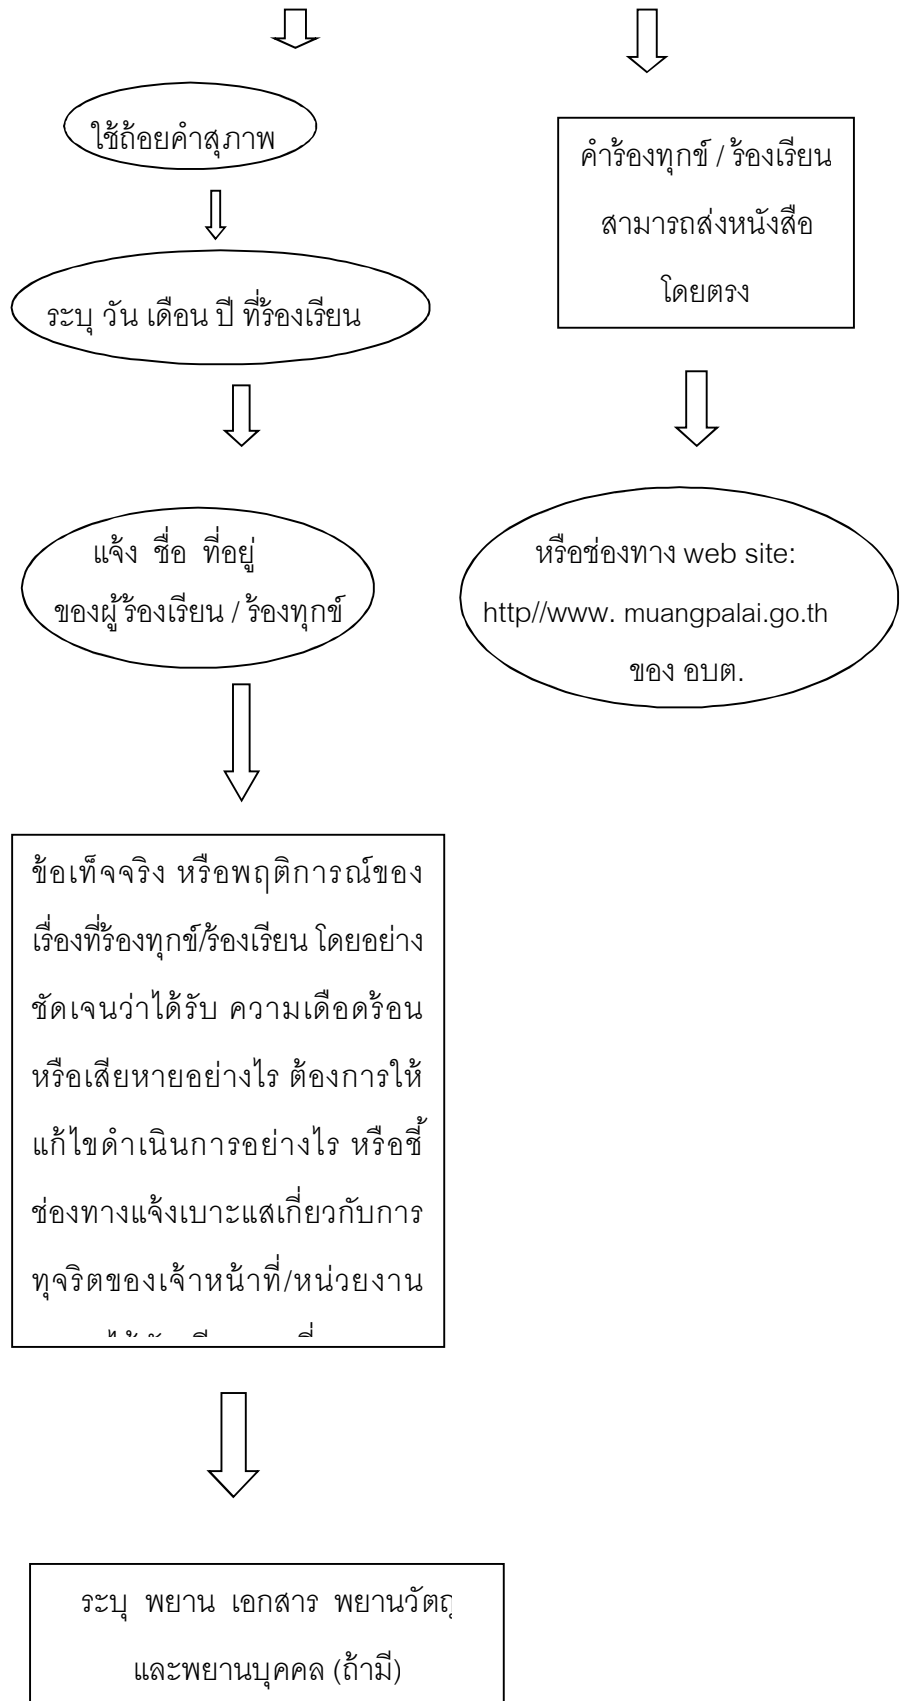 ใช้ถ้อยคำสุภาพ
ระบุ วัน เดือน ปี ที่ร้องเรียน
แจ้ง ชื่อ ที่อยู่
ของผู้ร้องเรียน / ร้องทุกข์
ข้อเท็จจริง หรือพฤติการณ์ของ
เรื่องที่ร้องทุกข์/ร้องเรียน โดยอย่าง
ชัดเจนว่าได้รับ ความเดือดร้อน
หรือเสียหายอย่างไร ต้องการให้
แก้ไขดำเนินการอย่างไร หรือชี้
ช่องทางแจ้งเบาะแสเกี่ยวกับการ
ทุจริตของเจ้าหน้าที่/หน่วยงาน
ระบุ พยาน เอกสาร พยานวัตถุ
และพยานบุคคล (ถ้ามี)
คำร้องทุกข์ / ร้องเรียน
สามารถส่งหนังสือ
โดยตรง
หรือช่องทาง web site:
http//www. muangpalai.go.th
ของ อบต.